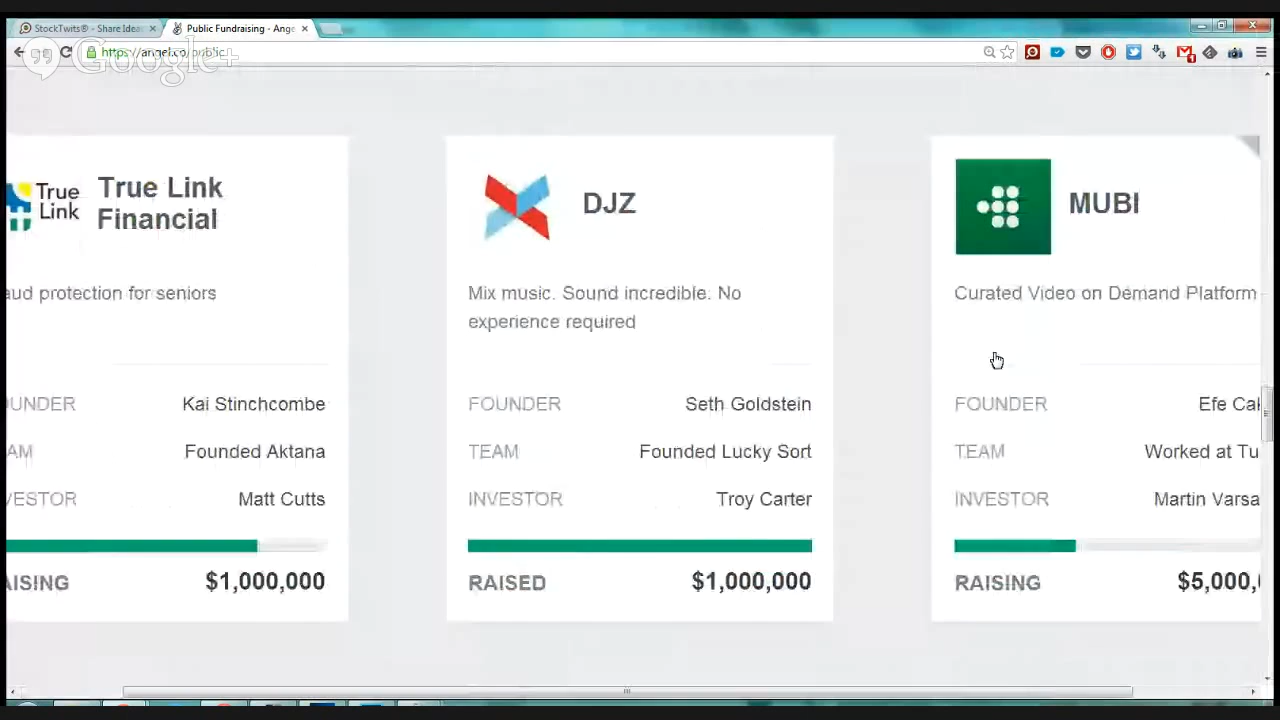 StockTwits® - Share Idea
Public Fundraising - Ange
https://angel.co/public
Google+
True Link
True Link
Financial
aud protection for seniors
OUNDER Kai Stinchcombe
AM Founded Aktana
VESTOR Matt Cutts
AISING $1,000,000
DJZ
Mix music. Sound incredible. No
experience required
FOUNDER Seth Goldstein
TEAM Founded Lucky Sort
INVESTOR Troy Carter
RAISED $1,000,000
MUBI
Curated Video on Demand Platform
FOUNDER Efe Cak
TEAM Worked at Tu
INVESTOR Martin Varsa
RAISING $5,000,